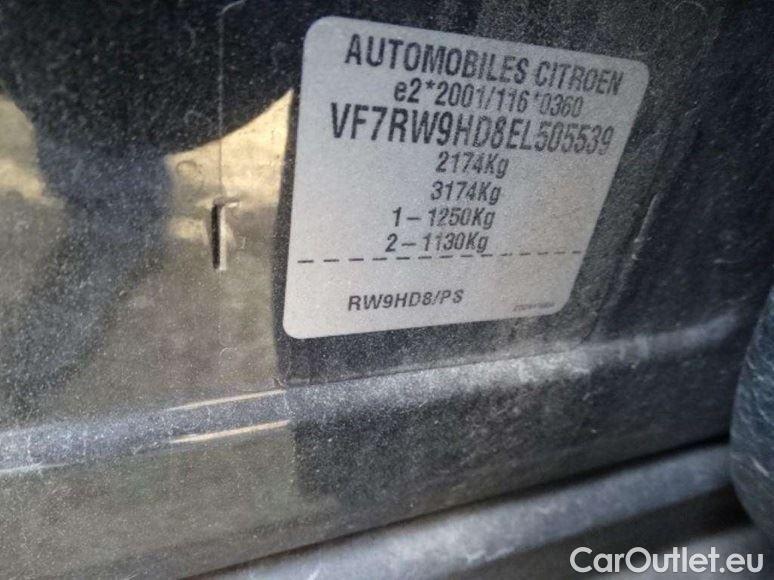 AUTOMOBILES CITROEN
e2*2001/116*0360
VF7RW9HD8EL505539
2174Kg
3174Kg
1-1250Kg
2-1130Kg
RW9HD8/PS
CarOutlet.eu